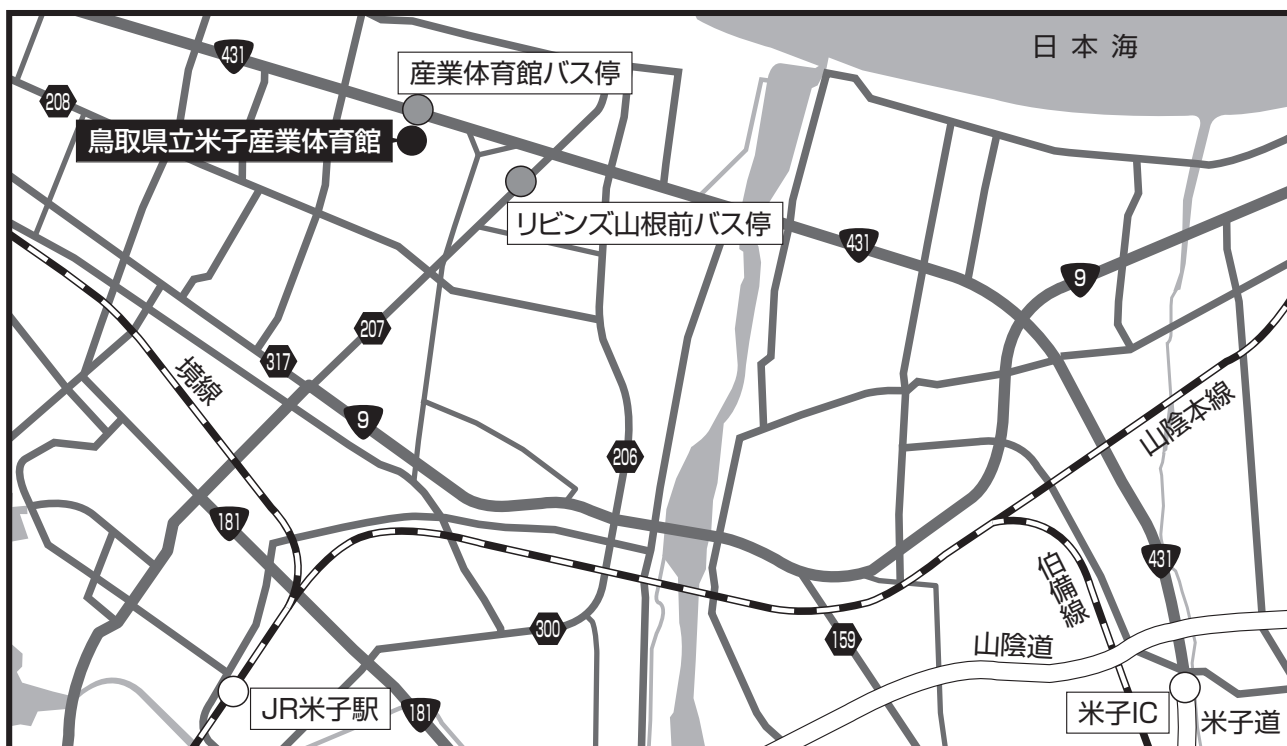 日本海
431
産業体育館バス停
208
鳥取県立米子産業体育館
リビンズ山根前バス停
431
9
207
317
境線
9
山陰本線
206
181
伯備線
431
300
159
山陰道
JR米子駅
181
米子IC
米子道